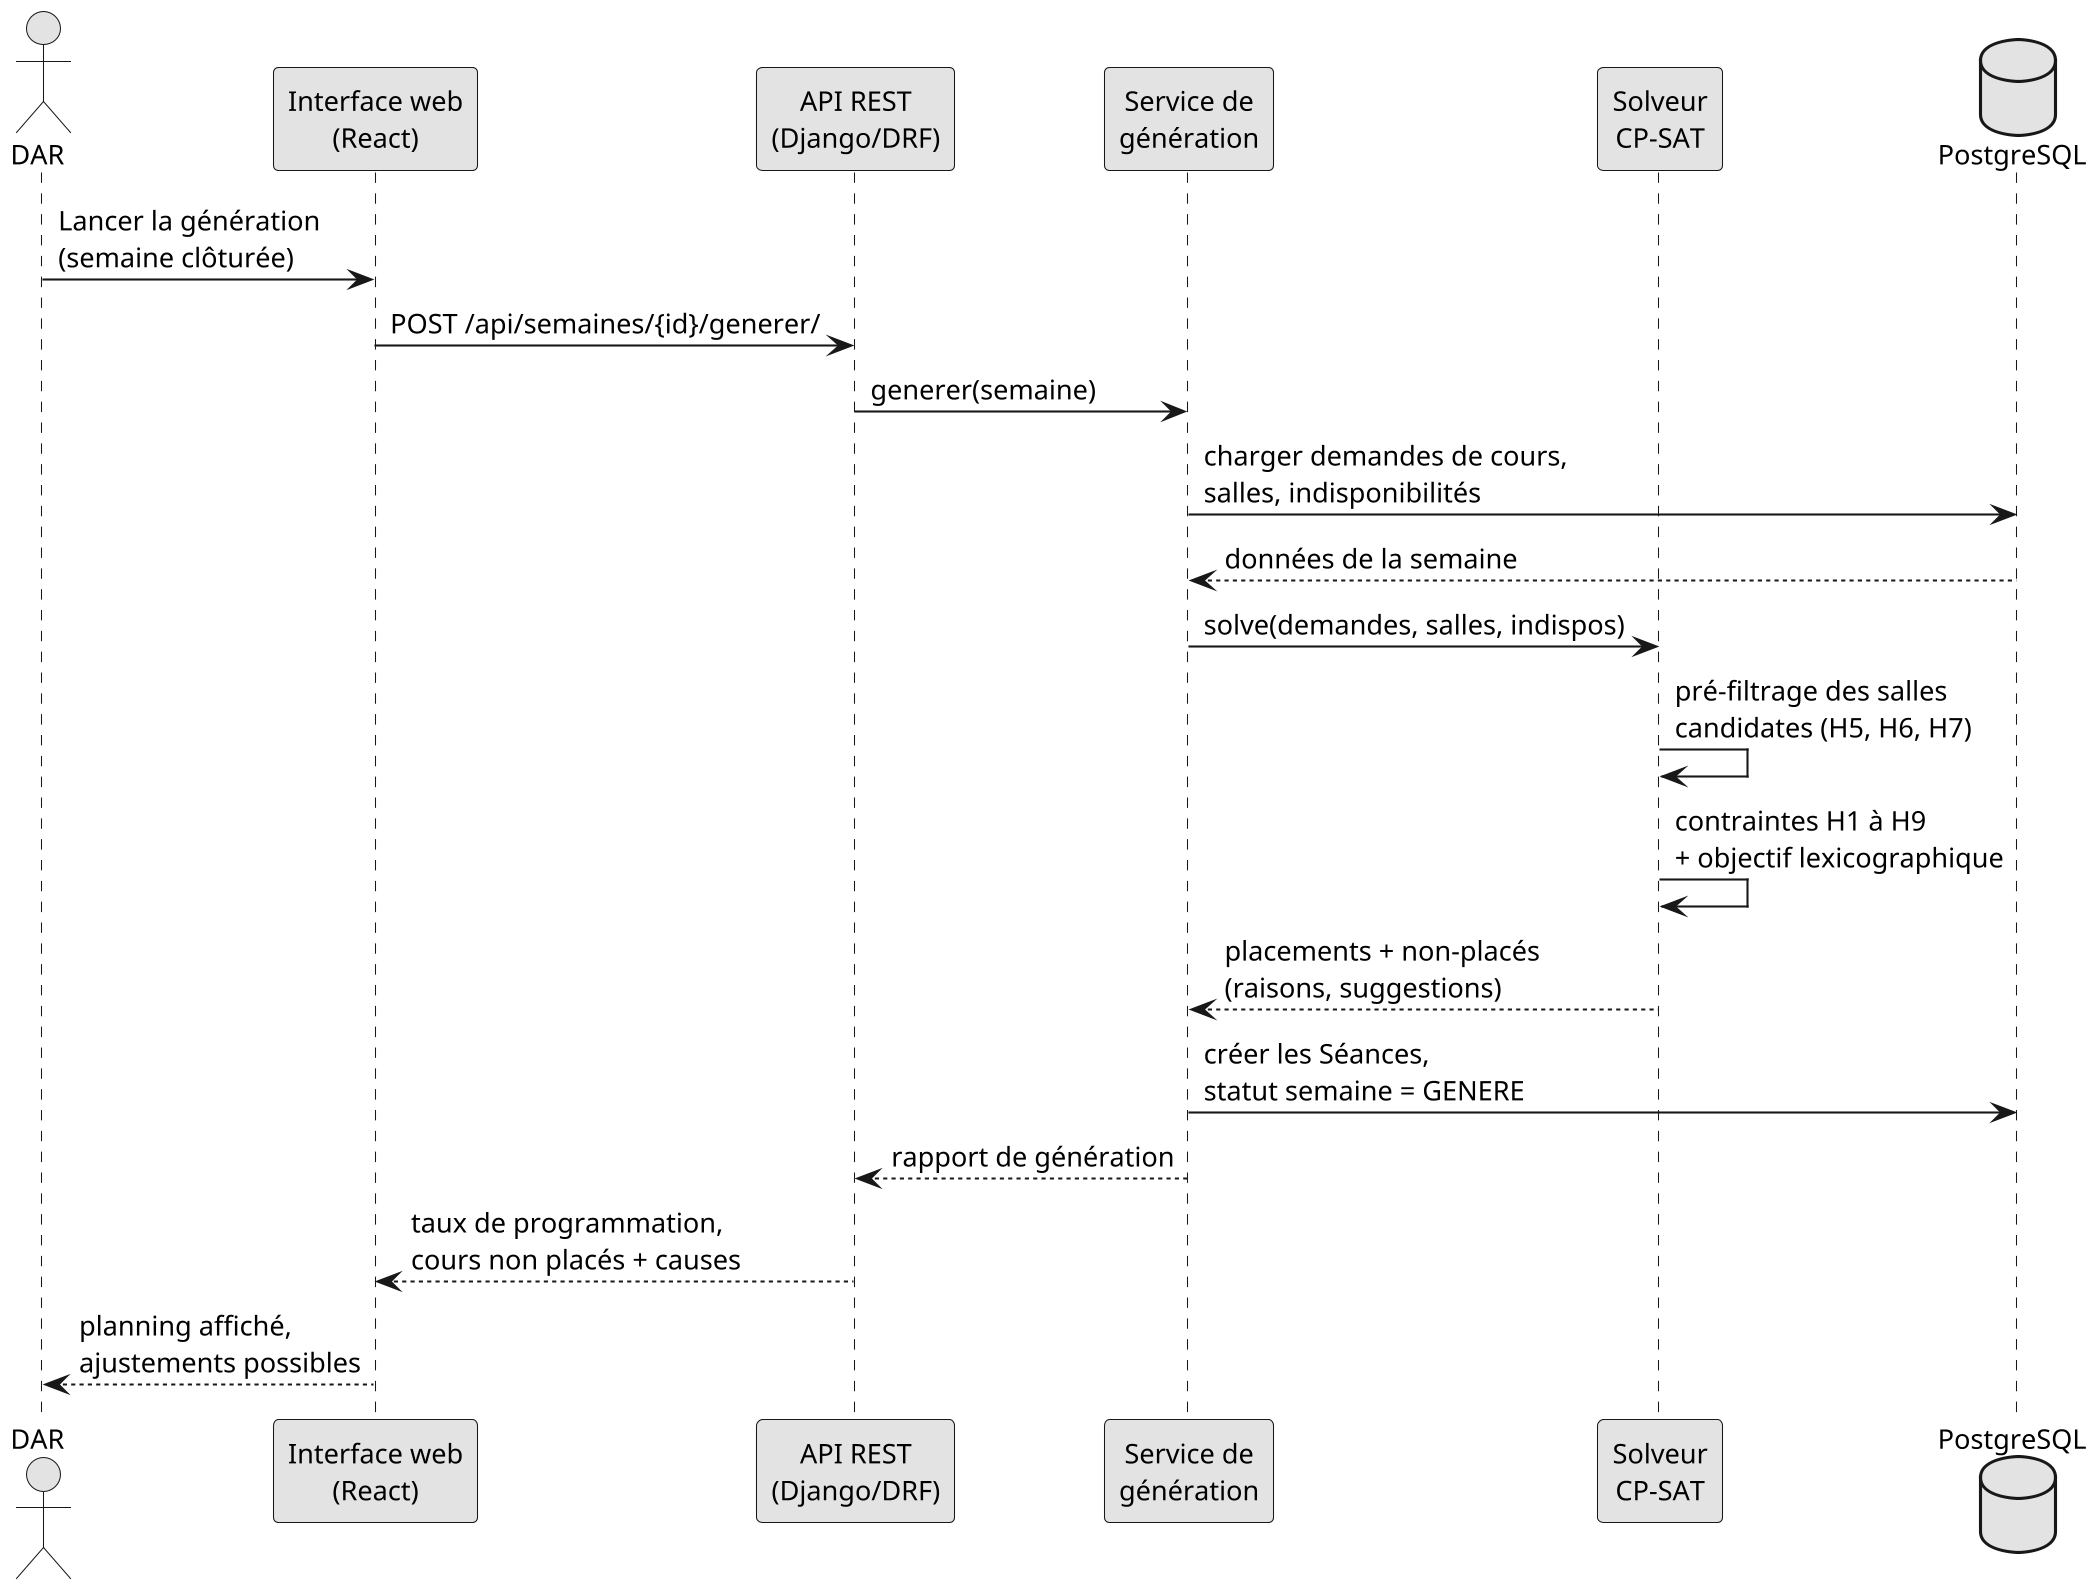 DAR
Interface web
(React)
API REST
(Django/DRF)
Service de
génération
Solveur
CP-SAT
PostgreSQL
Lancer la génération
(semaine clôturée)
POST /api/semaines/{id}/generer/
generer(semaine)
charger demandes de cours,
salles, indisponibilités
données de la semaine
solve(demandes, salles, indispos)
pré-filtrage des salles
candidates (H5, H6, H7)
contraintes H1 à H9
+ objectif lexicographique
placements + non-placés
(raisons, suggestions)
créer les Séances,
statut semaine = GENERE
rapport de génération
taux de programmation,
cours non placés + causes
planning affiché,
ajustements possibles
DAR
Interface web
(React)
API REST
(Django/DRF)
Service de
génération
Solveur
CP-SAT
PostgreSQL